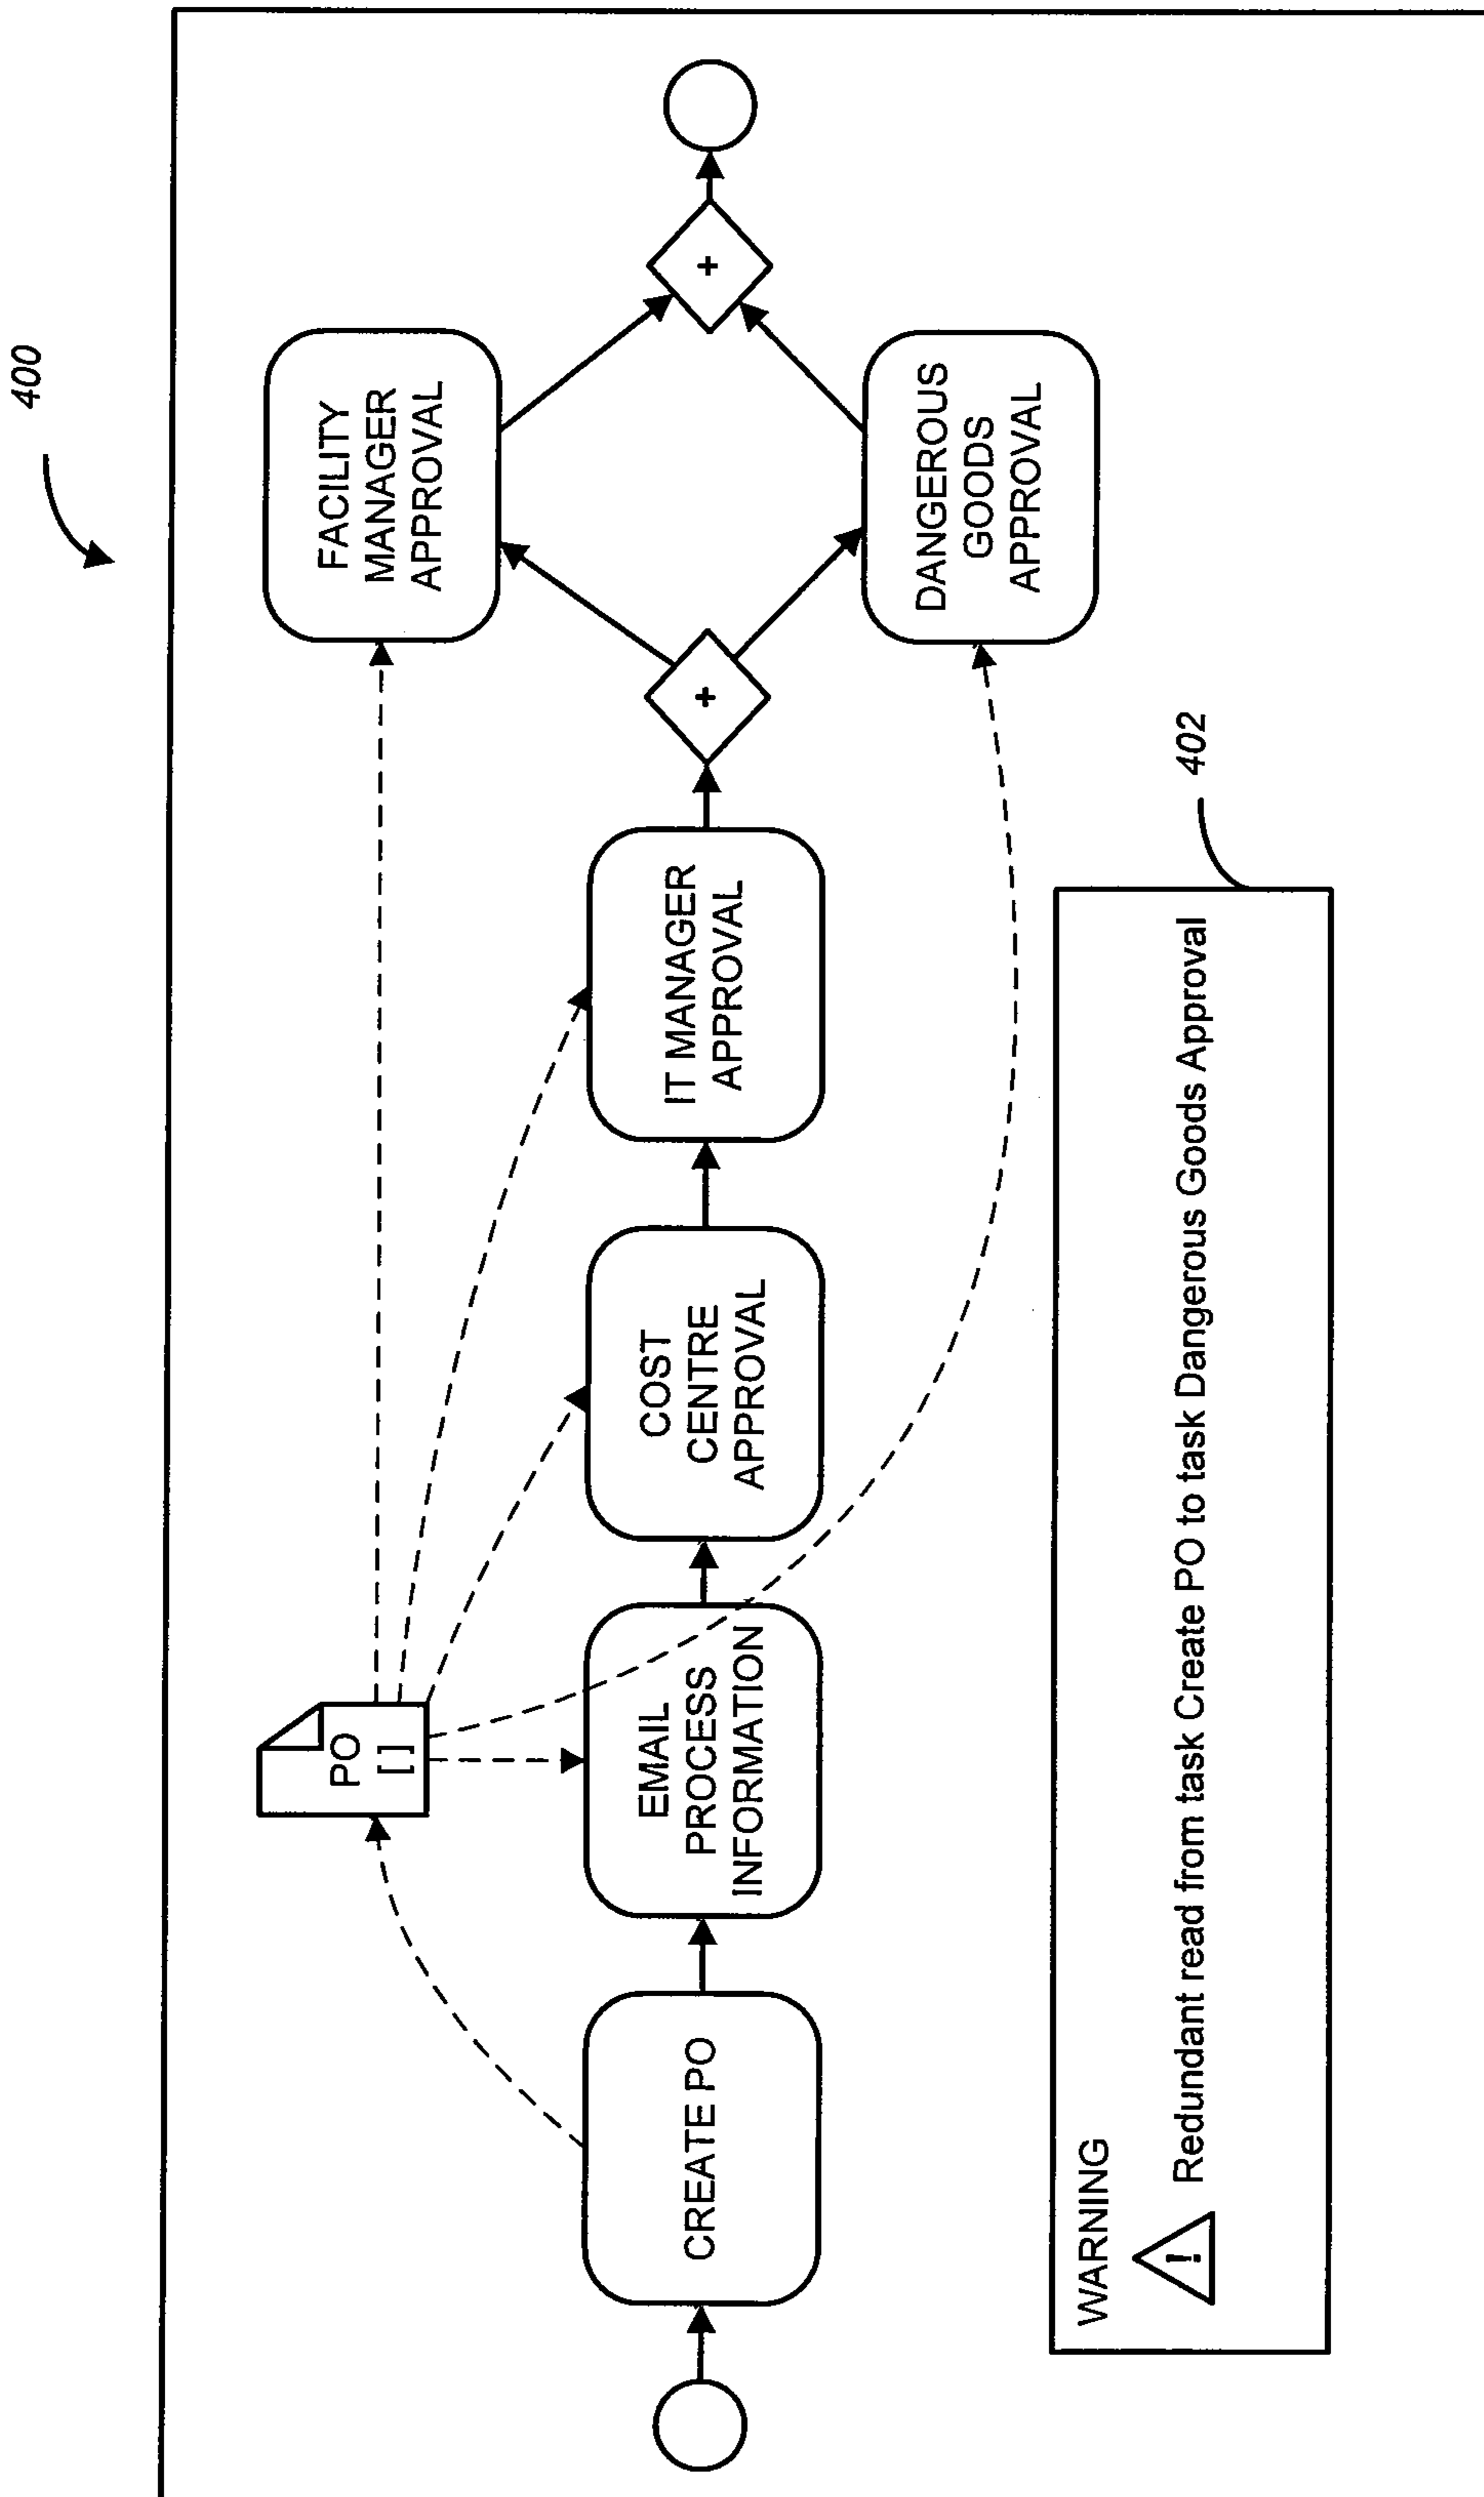 400
PO
[ ]
FACILITY
MANAGER
APPROVAL
CREATE PO
EMAIL
PROCESS
INFORMATION
COST
CENTRE
APPROVAL
IT MANAGER
APPROVAL
+
+
DANGEROUS
GOODS
APPROVAL
402
WARNING
!
Redundant read from task Create PO to task Dangerous Goods Approval